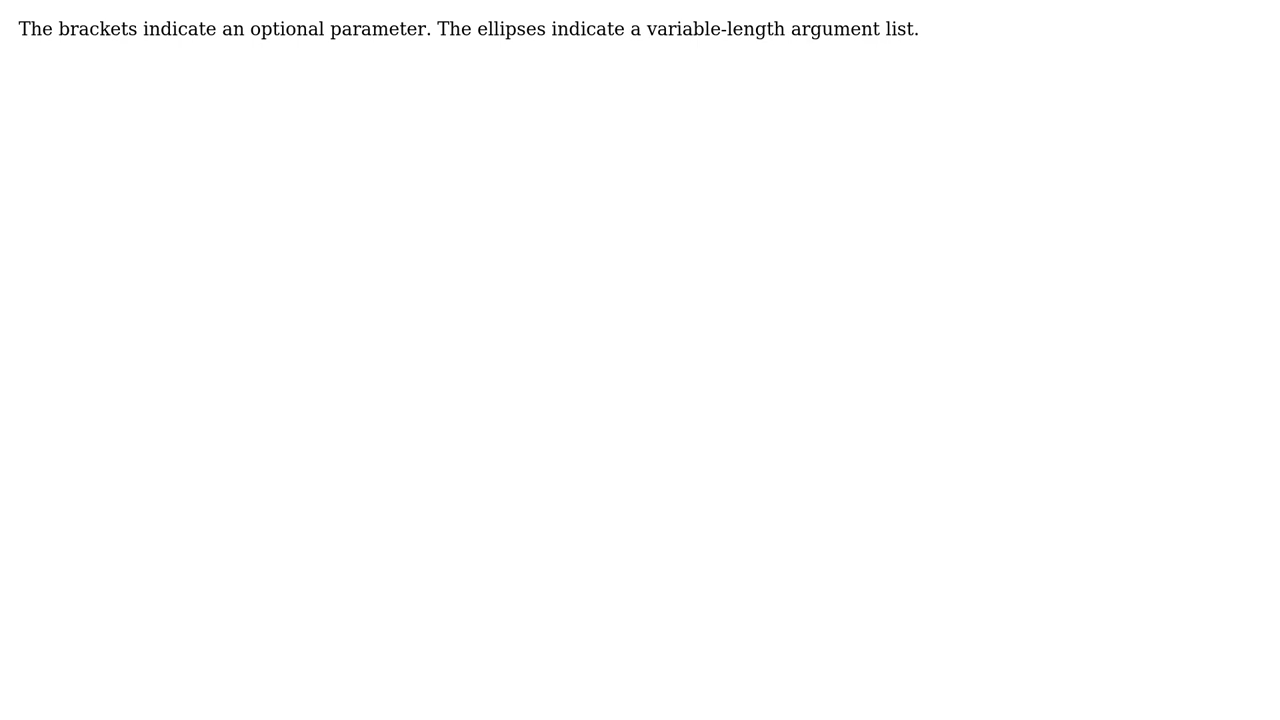 The brackets indicate an optional parameter. The ellipses indicate a variable-length argument list.